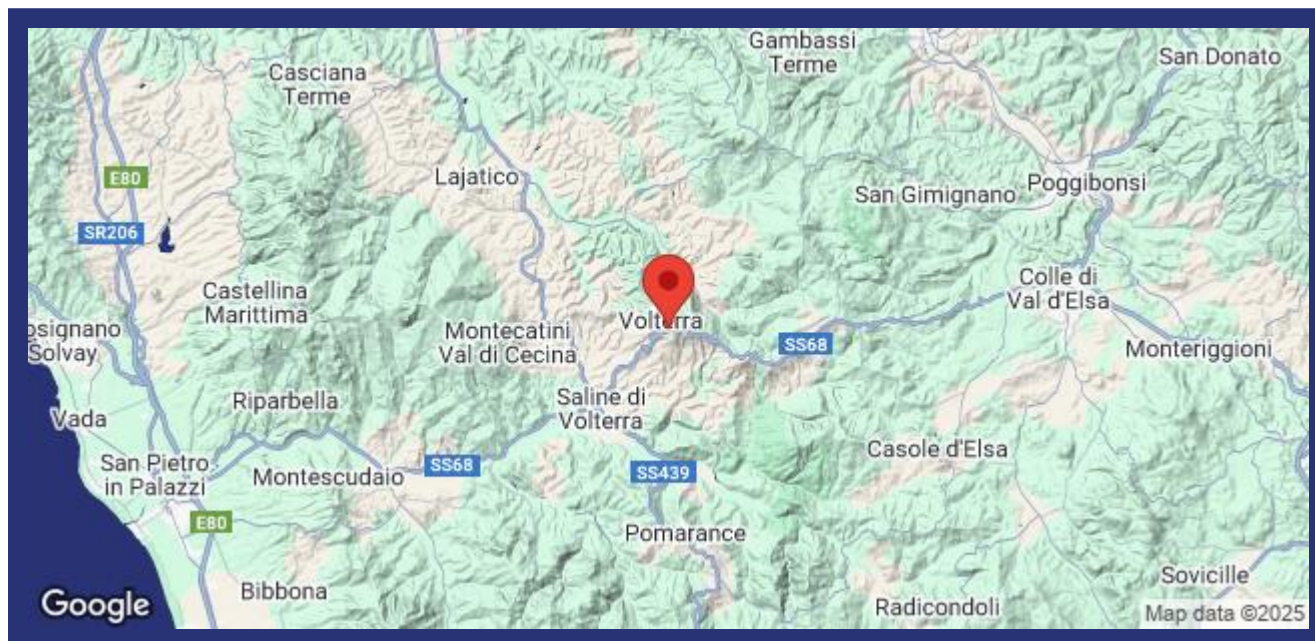 Gambassi
Terme
San Donato
Casciana
Terme
E80
Lajatico
San Gimignano
Poggibonsi
SR206
Castellina
Marittima
Colle di
Val d'Elsa
Volterra
osignano
Solvay
Montecatini
Val di Cecina
SS68
Monteriggioni
Riparbella
Saline di
Volterra
Vada
Casole d'Elsa
San Pietro
in Palazzi
Montescudaio
SS68
SS439
E80
Pomarance
Bibbona
Sovicille
Radicondoli
Google
Map data ©2025